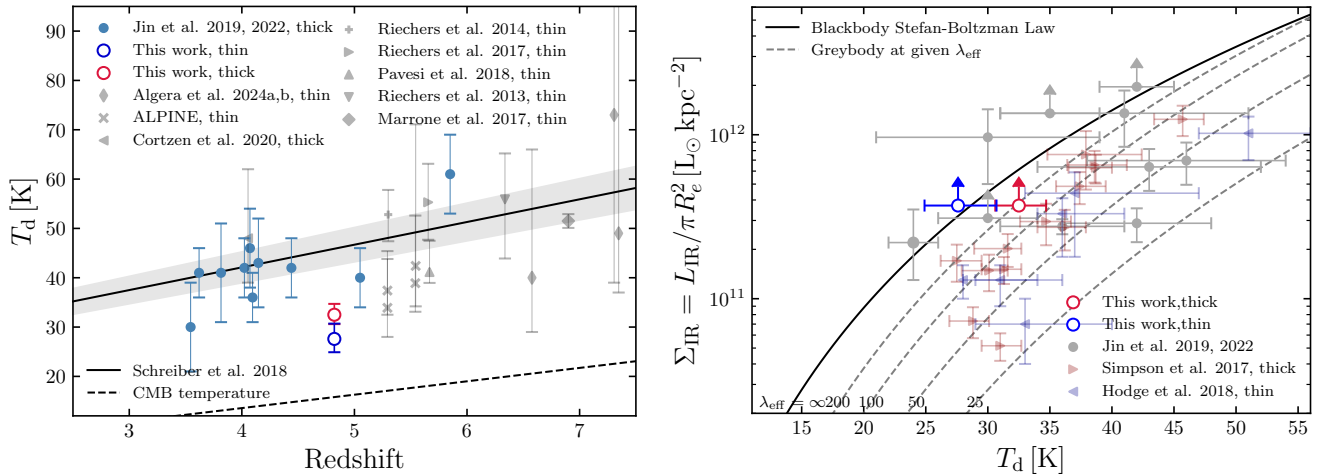 90
80
70
60
50
40
30
20
T_d [K]
3
4
5
6
7
Redshift
Jin et al. 2019, 2022, thick
This work, thin
This work, thick
Algera et al. 2024a,b, thin
ALPINE, thin
Cortzen et al. 2020, thick
Riechers et al. 2014, thin
Riechers et al. 2017, thin
Pavesi et al. 2018, thin
Riechers et al. 2013, thin
Marrone et al. 2017, thin
Schreiber et al. 2018
CMB temperature
Σ_IR = L_IR/πR_e^2 [L_⊙ kpc^−2]
10^12
10^11
Blackbody Stefan-Boltzman Law
Greybody at given λ_eff
This work,thick
This work,thin
Jin et al. 2019, 2022
Simpson et al. 2017, thick
Hodge et al. 2018, thin
λ_eff = ∞ 200 100 50 25
15
20
25
30
35
40
45
50
55
T_d [K]